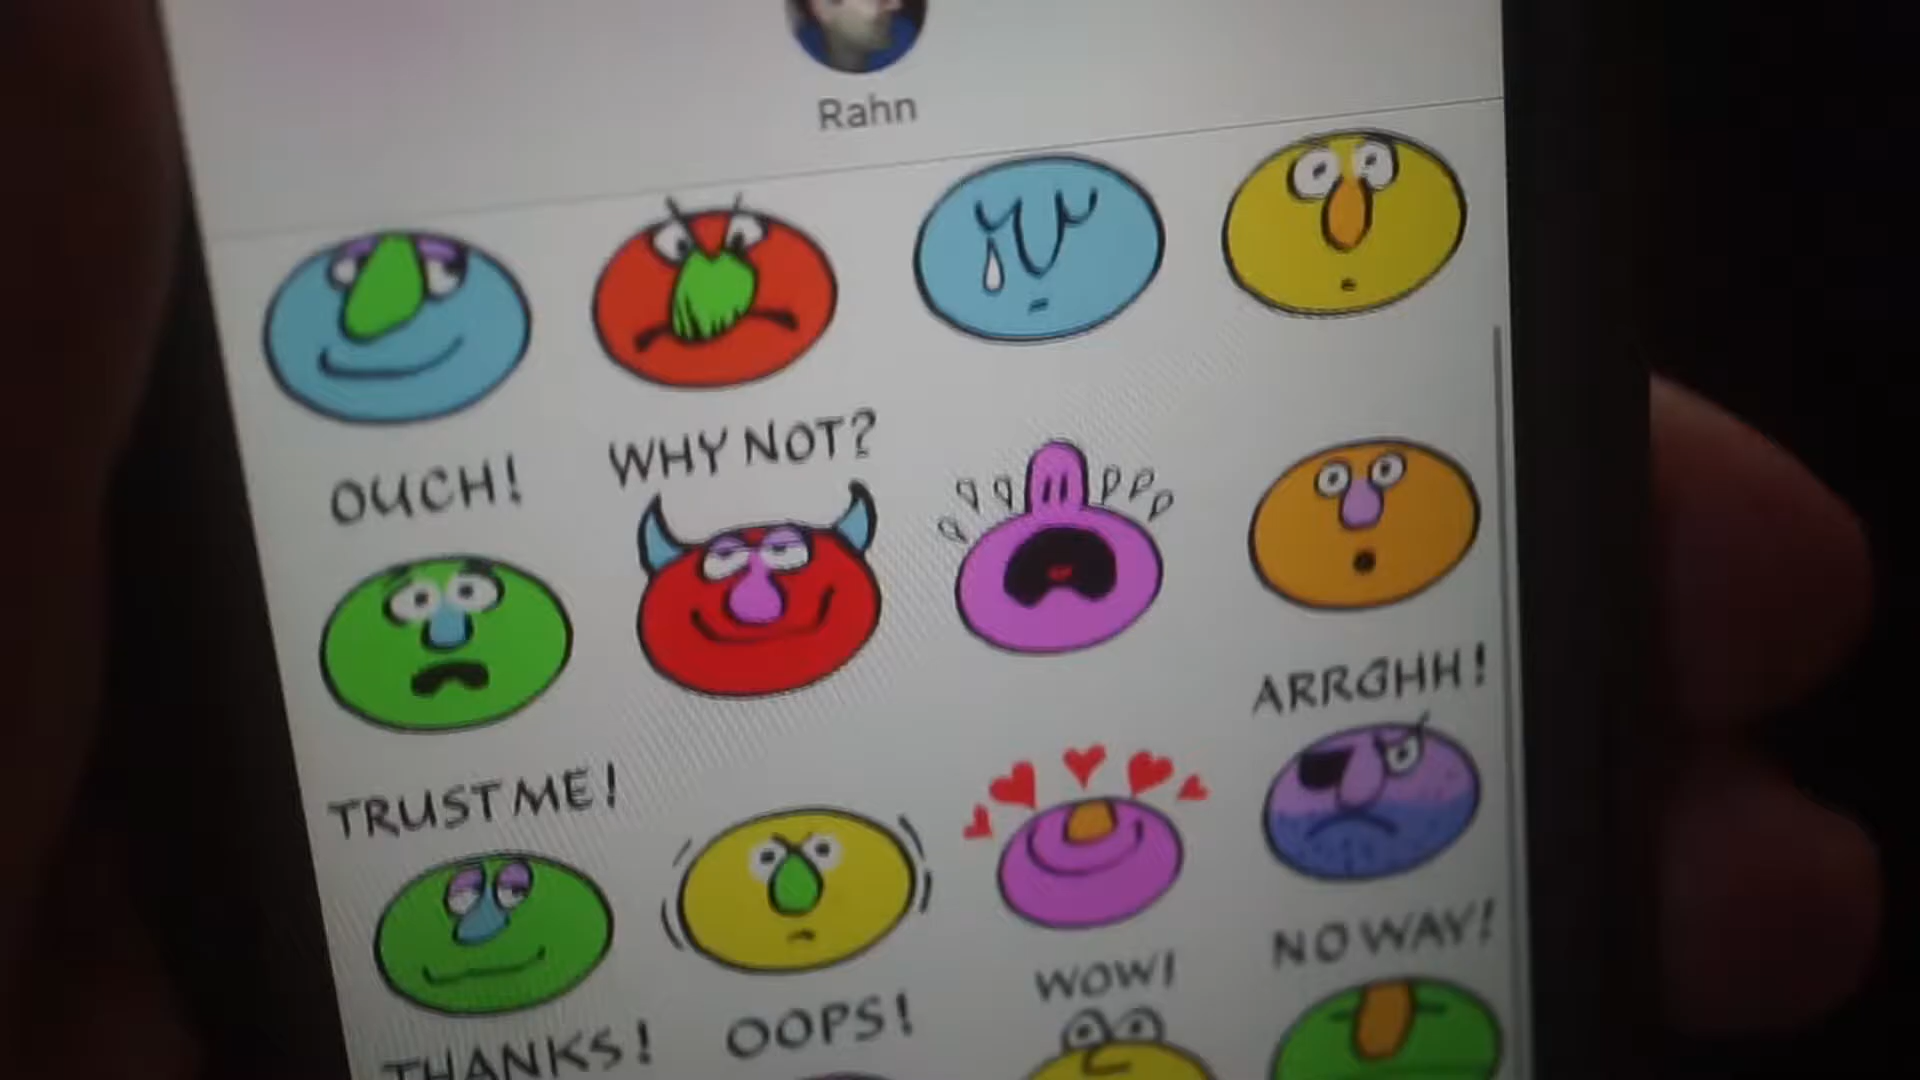 Rahn
OUCH!
WHY NOT?
TRUST ME!
ARRGHH!
THANKS!
OOPS!
WOW!
NO WAY!